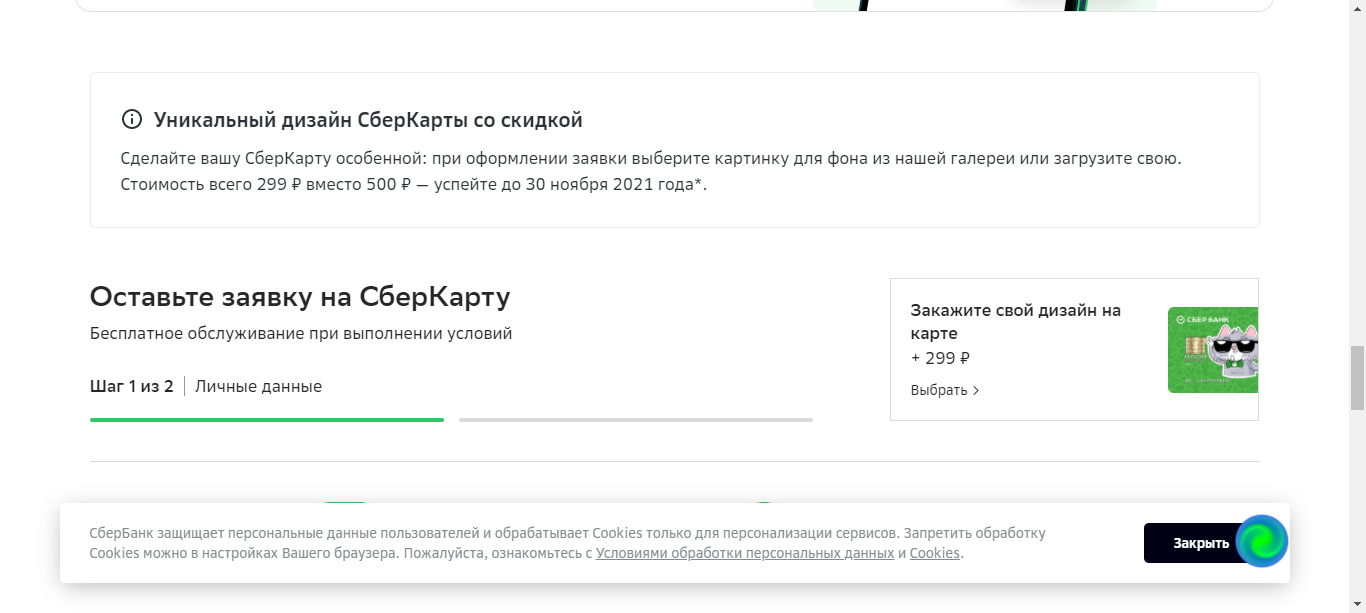 Уникальный дизайн СберКарты со скидкой
Сделайте вашу СберКарту особенной: при оформлении заявки выберите картинку для фона из нашей галереи или загрузите свою.
Стоимость всего 299 ₽ вместо 500 ₽ — успейте до 30 ноября 2021 года*.
Оставьте заявку на СберКарту
Бесплатное обслуживание при выполнении условий
Шаг 1 из 2 Личные данные
Закажите свой дизайн на
карте
+ 299 ₽
Выбрать
СБЕР БАНК
СберБанк защищает персональные данные пользователей и обрабатывает Cookies только для персонализации сервисов. Запретить обработку
Cookies можно в настройках Вашего браузера. Пожалуйста, ознакомьтесь с Условиями обработки персональных данных и Cookies.
Закрыть